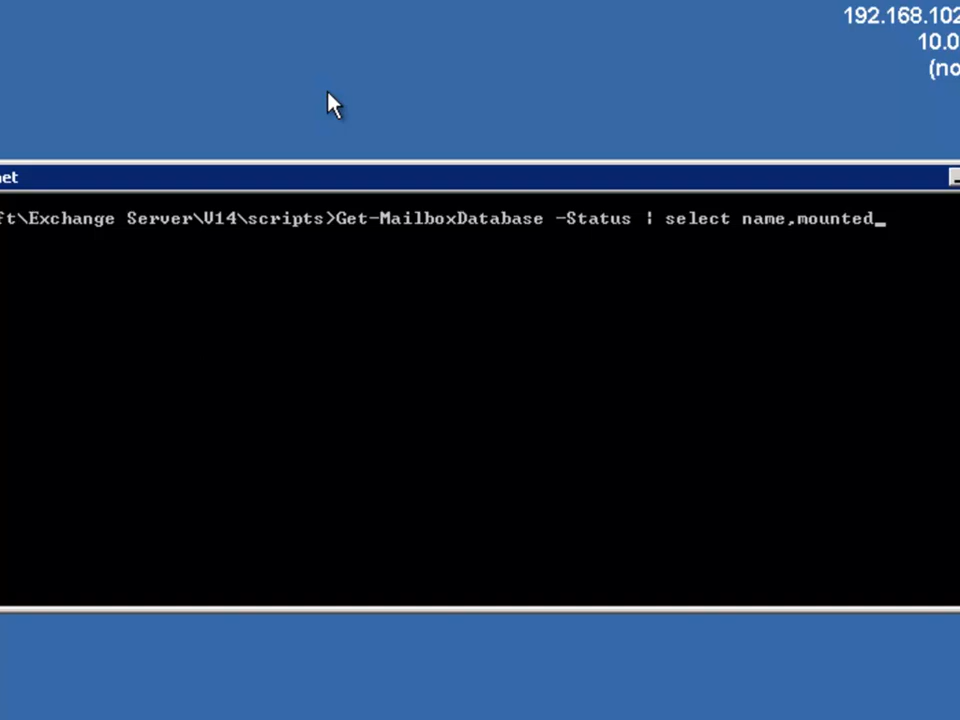 192.168.102
10.0
(no
net
ft\Exchange Server\V14\scripts>Get-MailboxDatabase -Status | select name,mounted_